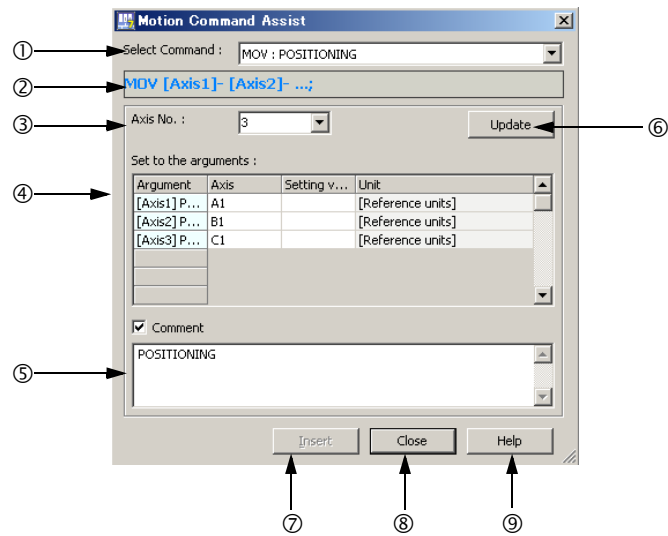 Motion Command Assist
① Select Command : MOV : POSITIONING
② MOV [Axis1]- [Axis2]- ...;
③ Axis No. : 3 Update ⑥
Set to the arguments :
④
Argument Axis Setting v... Unit
[Axis1] P... A1 [Reference units]
[Axis2] P... B1 [Reference units]
[Axis3] P... C1 [Reference units]
Comment
⑤ POSITIONING
Insert Close Help
⑦ ⑧ ⑨